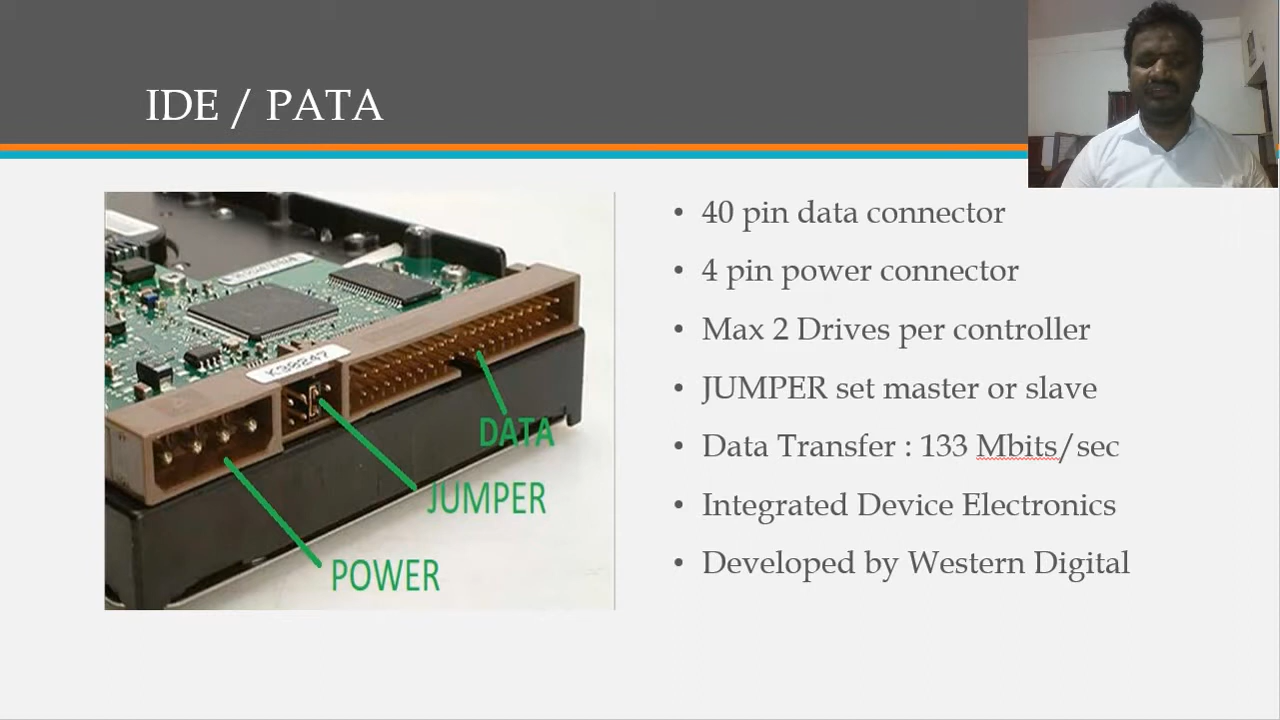 IDE / PATA
• 40 pin data connector
• 4 pin power connector
• Max 2 Drives per controller
• JUMPER set master or slave
• Data Transfer : 133 Mbits/sec
• Integrated Device Electronics
• Developed by Western Digital
K38247
DATA
JUMPER
POWER